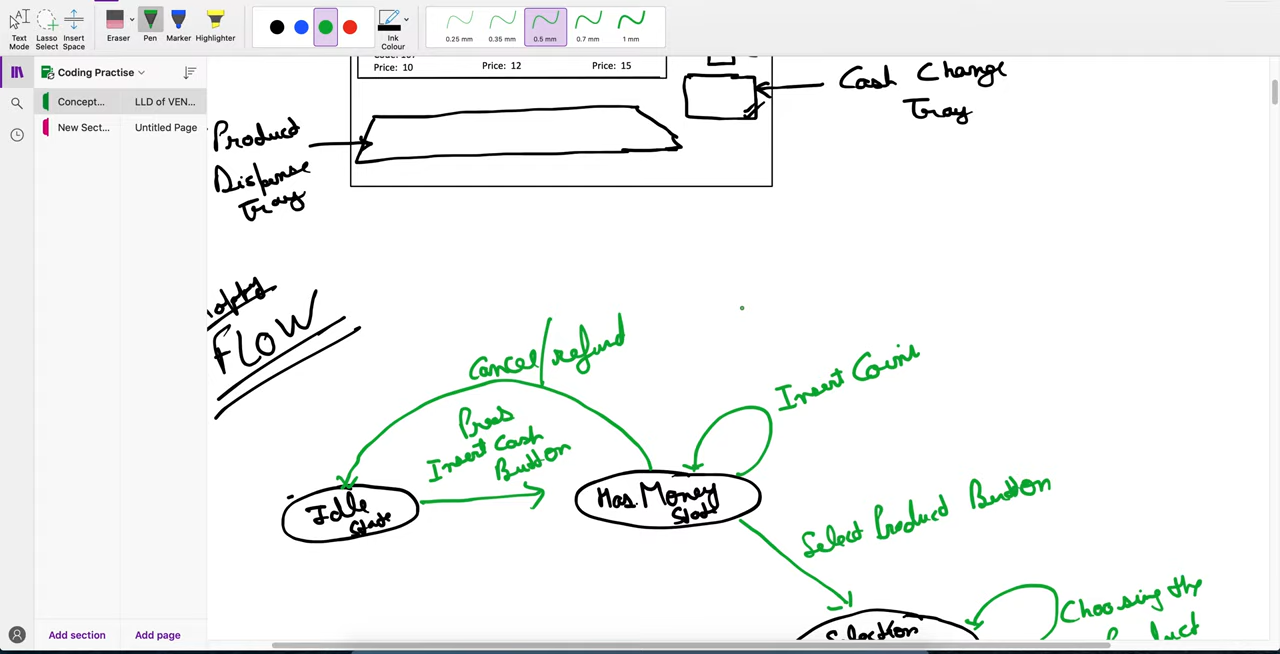 Text Mode
Lasso Select
Insert Space
Eraser
Pen
Marker
Highlighter
Ink Colour
0.25 mm
0.35 mm
0.5 mm
0.7 mm
1 mm
Coding Practise
Concept...
LLD of VEN...
New Sect...
Untitled Page
Add section
Add page
Price: 10
Price: 12
Price: 15
Cash Change
Tray
Product
Dispense
Tray
FLOW
Cancel/refund
Press
Insert Cash
Button
Insert Coins
Idle
State
Has Money
State
Select Product Button
Selection
Choosing the
Product